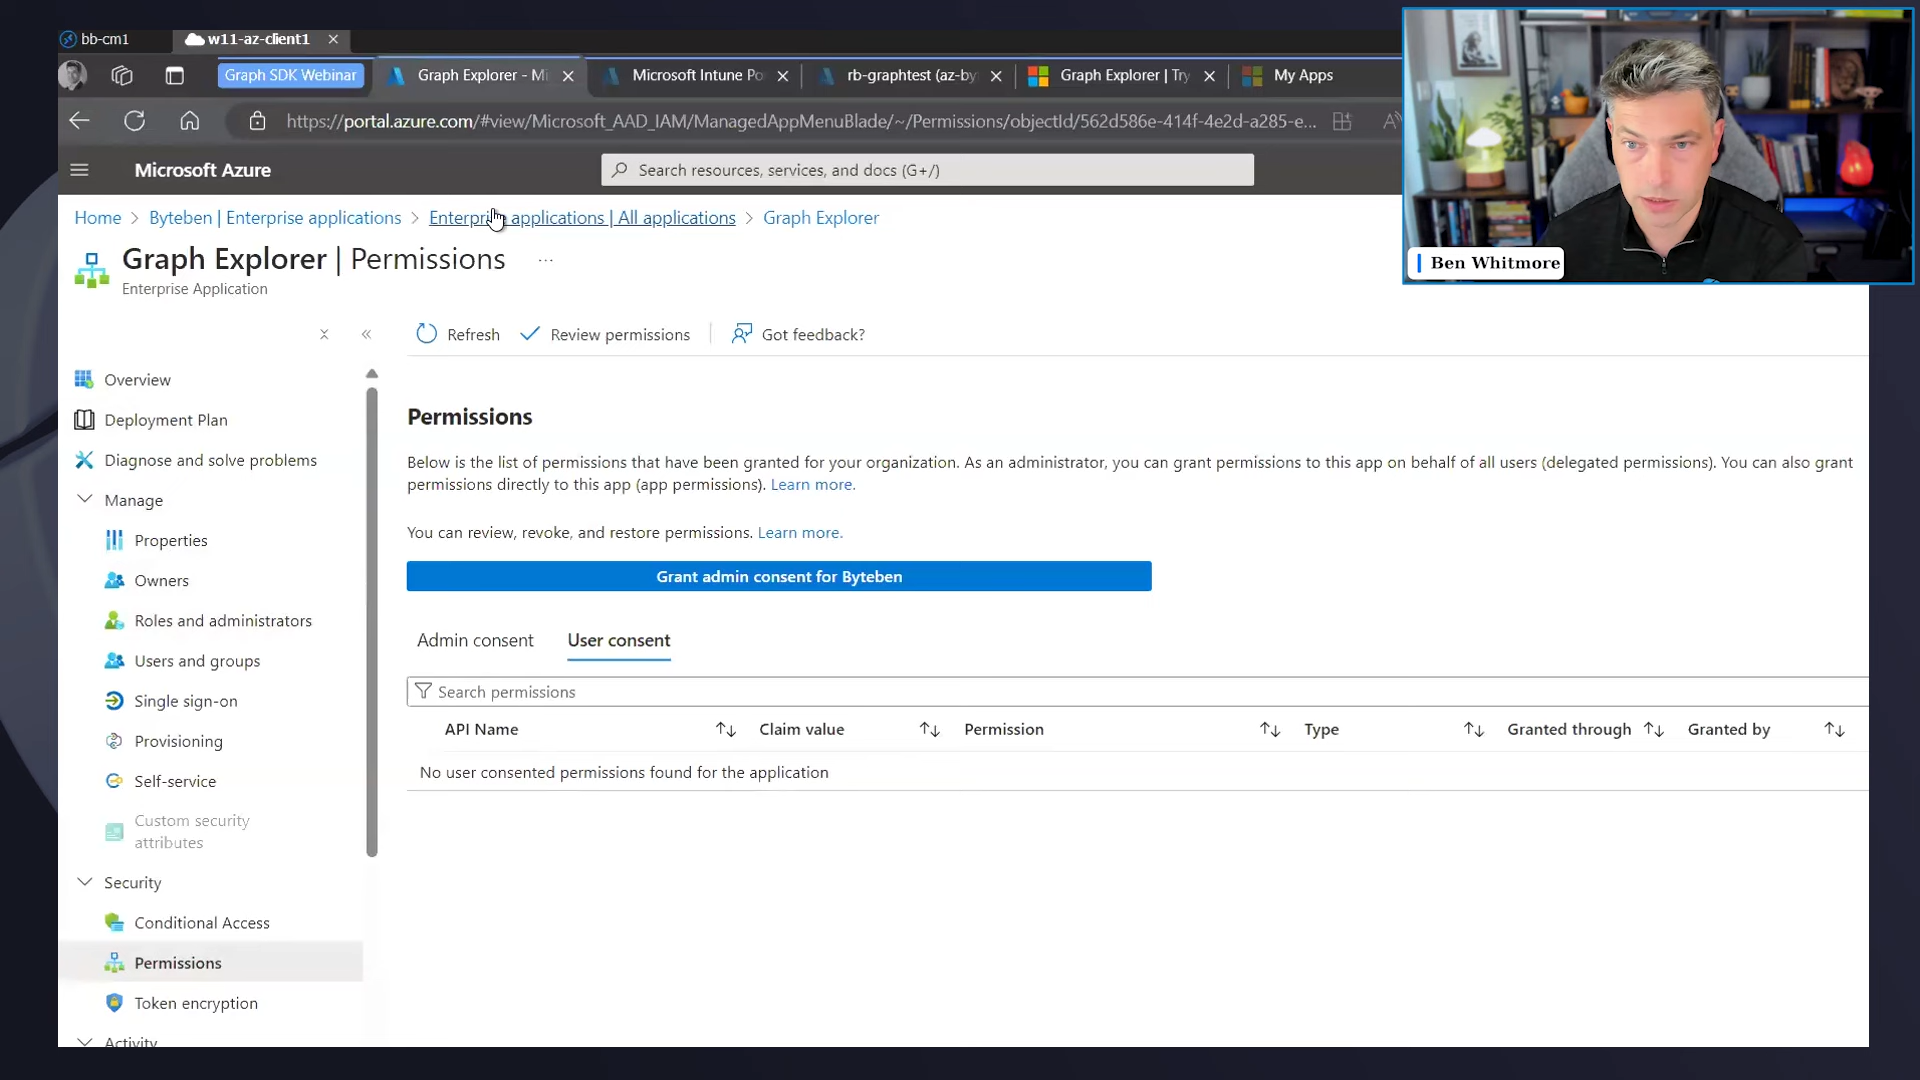 bb-cm1
w11-az-client1
Graph SDK Webinar
Graph Explorer - Mi
Microsoft Intune Po
rb-graphtest (az-by
Graph Explorer | Try
My Apps
https://portal.azure.com/#view/Microsoft_AAD_IAM/ManagedAppMenuBlade/~/Permissions/objectId/562d586e-414f-4e2d-a285-e...
Microsoft Azure
Search resources, services, and docs (G+/)
Ben Whitmore
Home > Byteben | Enterprise applications > Enterprise applications | All applications > Graph Explorer
Graph Explorer | Permissions ...
Enterprise Application
Refresh
Review permissions
Got feedback?
Overview
Deployment Plan
Diagnose and solve problems
Manage
Properties
Owners
Roles and administrators
Users and groups
Single sign-on
Provisioning
Self-service
Custom security
attributes
Security
Conditional Access
Permissions
Token encryption
Activity
Permissions
Below is the list of permissions that have been granted for your organization. As an administrator, you can grant permissions to this app on behalf of all users (delegated permissions). You can also grant
permissions directly to this app (app permissions). Learn more.
You can review, revoke, and restore permissions. Learn more.
Grant admin consent for Byteben
Admin consent
User consent
Search permissions
API Name
Claim value
Permission
Type
Granted through
Granted by
No user consented permissions found for the application